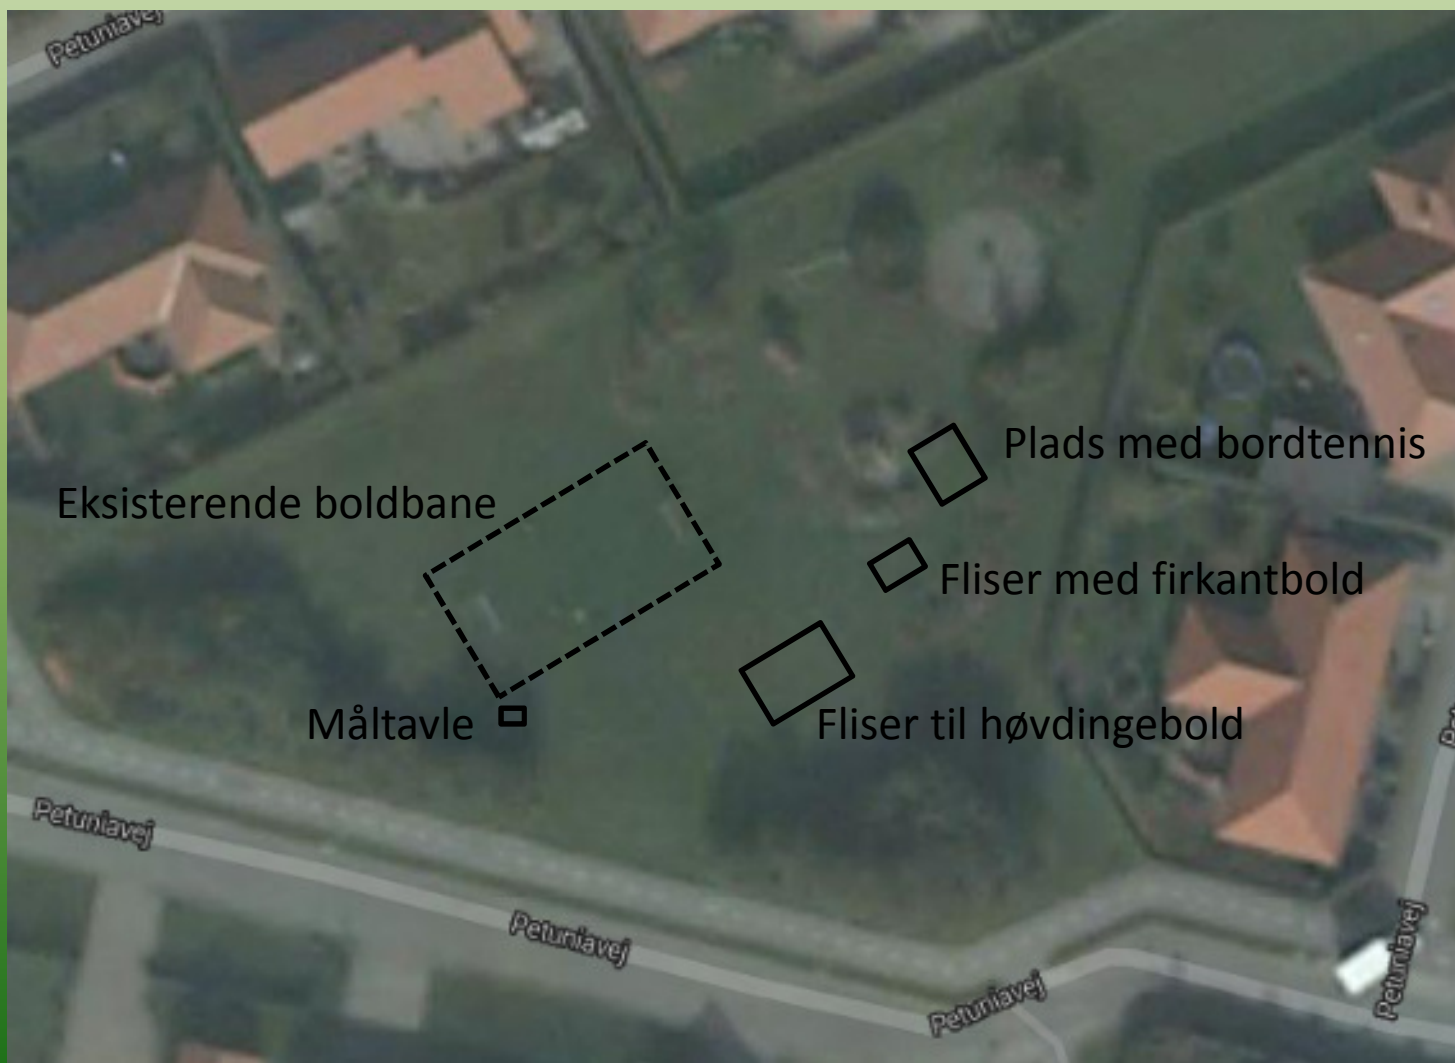 Petuniavej
Plads med bordtennis
Eksisterende boldbane
Fliser med firkantbold
Måltavle
Fliser til høvdingebold
Petuniavej
Petuniavej
Petuniavej
Petuniavej